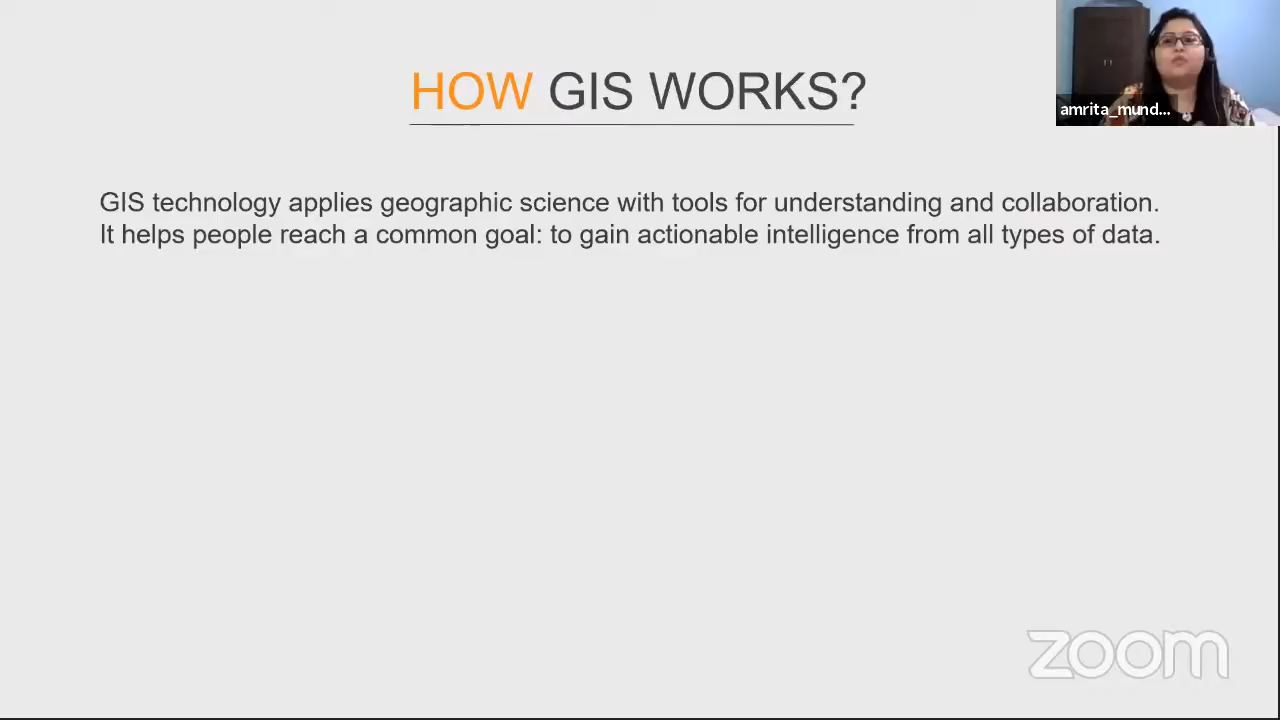 HOW GIS WORKS?
amrita_mund...
GIS technology applies geographic science with tools for understanding and collaboration.
It helps people reach a common goal: to gain actionable intelligence from all types of data.
zoom